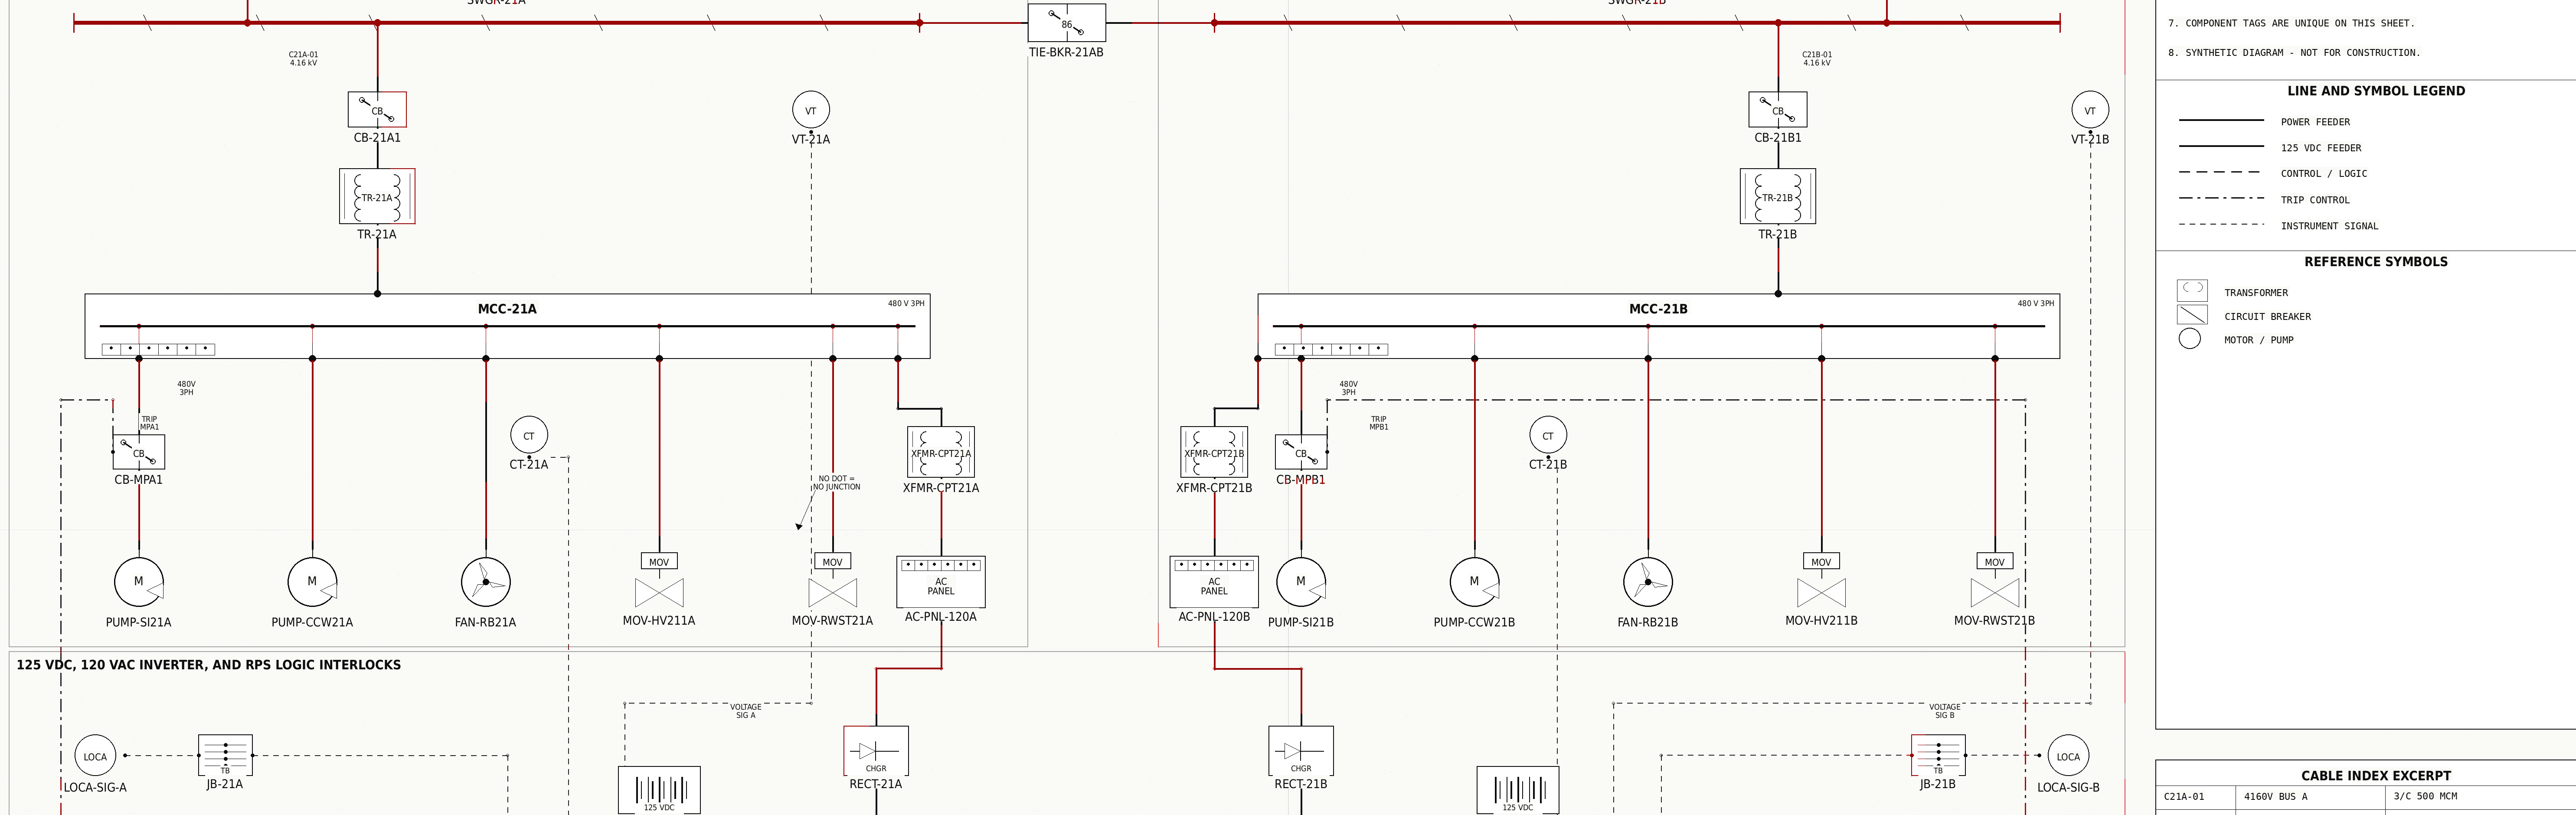 SWGR-21A
SWGR-21B
86
TIE-BKR-21AB
7. COMPONENT TAGS ARE UNIQUE ON THIS SHEET.
8. SYNTHETIC DIAGRAM - NOT FOR CONSTRUCTION.
C21A-01
4.16 kV
CB
CB-21A1
VT
VT-21A
TR-21A
TR-21A
C21B-01
4.16 kV
CB
CB-21B1
VT
VT-21B
TR-21B
TR-21B
LINE AND SYMBOL LEGEND
POWER FEEDER
125 VDC FEEDER
CONTROL / LOGIC
TRIP CONTROL
INSTRUMENT SIGNAL
REFERENCE SYMBOLS
TRANSFORMER
CIRCUIT BREAKER
MOTOR / PUMP
MCC-21A
480 V 3PH
MCC-21B
480 V 3PH
480V
3PH
TRIP
MPA1
CB
CB-MPA1
CT
CT-21A
NO DOT =
NO JUNCTION
XFMR-CPT21A
XFMR-CPT21A
XFMR-CPT21B
XFMR-CPT21B
480V
3PH
TRIP
MPB1
CB
CB-MPB1
CT
CT-21B
M
PUMP-SI21A
M
PUMP-CCW21A
FAN-RB21A
MOV
MOV-HV211A
MOV
MOV-RWST21A
AC
PANEL
AC-PNL-120A
AC
PANEL
AC-PNL-120B
M
PUMP-SI21B
M
PUMP-CCW21B
FAN-RB21B
MOV
MOV-HV211B
MOV
MOV-RWST21B
125 VDC, 120 VAC INVERTER, AND RPS LOGIC INTERLOCKS
VOLTAGE
SIG A
VOLTAGE
SIG B
LOCA
LOCA-SIG-A
TB
JB-21A
125 VDC
CHGR
RECT-21A
CHGR
RECT-21B
125 VDC
TB
JB-21B
LOCA
LOCA-SIG-B
CABLE INDEX EXCERPT
C21A-01 4160V BUS A 3/C 500 MCM